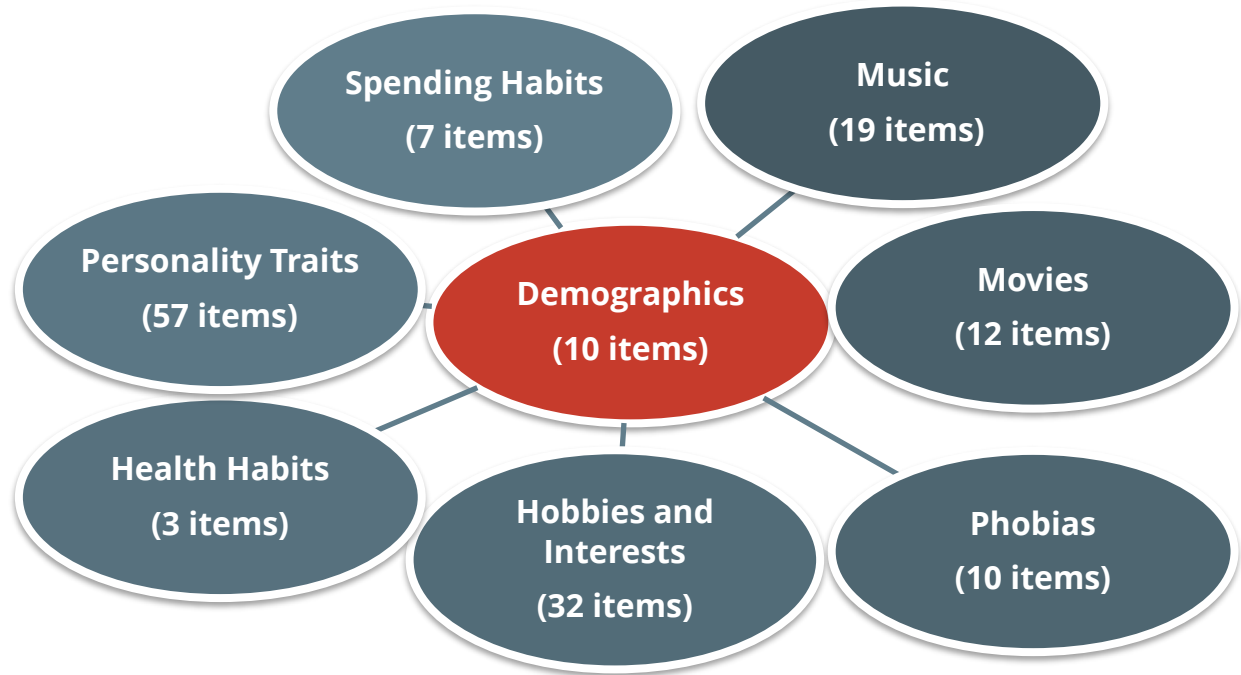 Spending Habits
(7 items)
Music
(19 items)
Personality Traits
(57 items)
Demographics
(10 items)
Movies
(12 items)
Health Habits
(3 items)
Hobbies and
Interests
(32 items)
Phobias
(10 items)